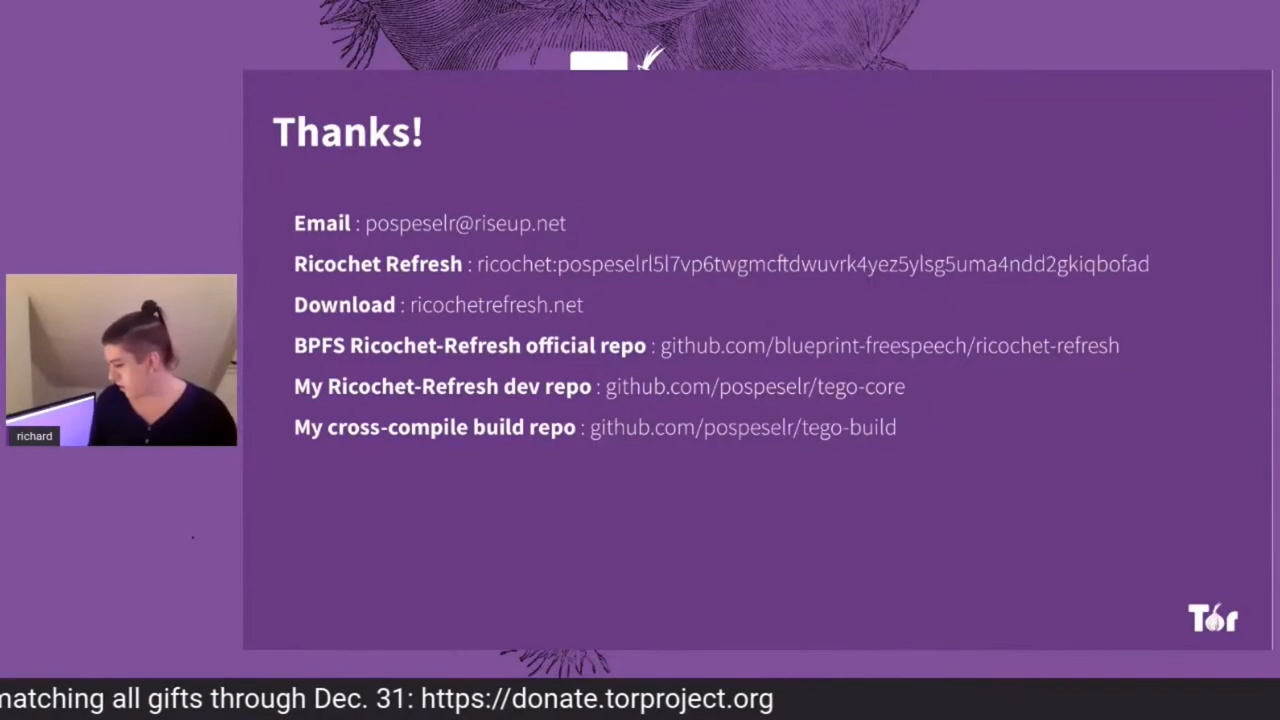 Thanks!
Email : pospeselr@riseup.net
Ricochet Refresh : ricochet:pospeselrl5l7vp6twgmcftdwuvrk4yez5ylsg5uma4ndd2gkiqbofad
Download : ricochetrefresh.net
BPFS Ricochet-Refresh official repo : github.com/blueprint-freespeech/ricochet-refresh
My Ricochet-Refresh dev repo : github.com/pospeselr/tego-core
My cross-compile build repo : github.com/pospeselr/tego-build
richard
Tor
matching all gifts through Dec. 31: https://donate.torproject.org